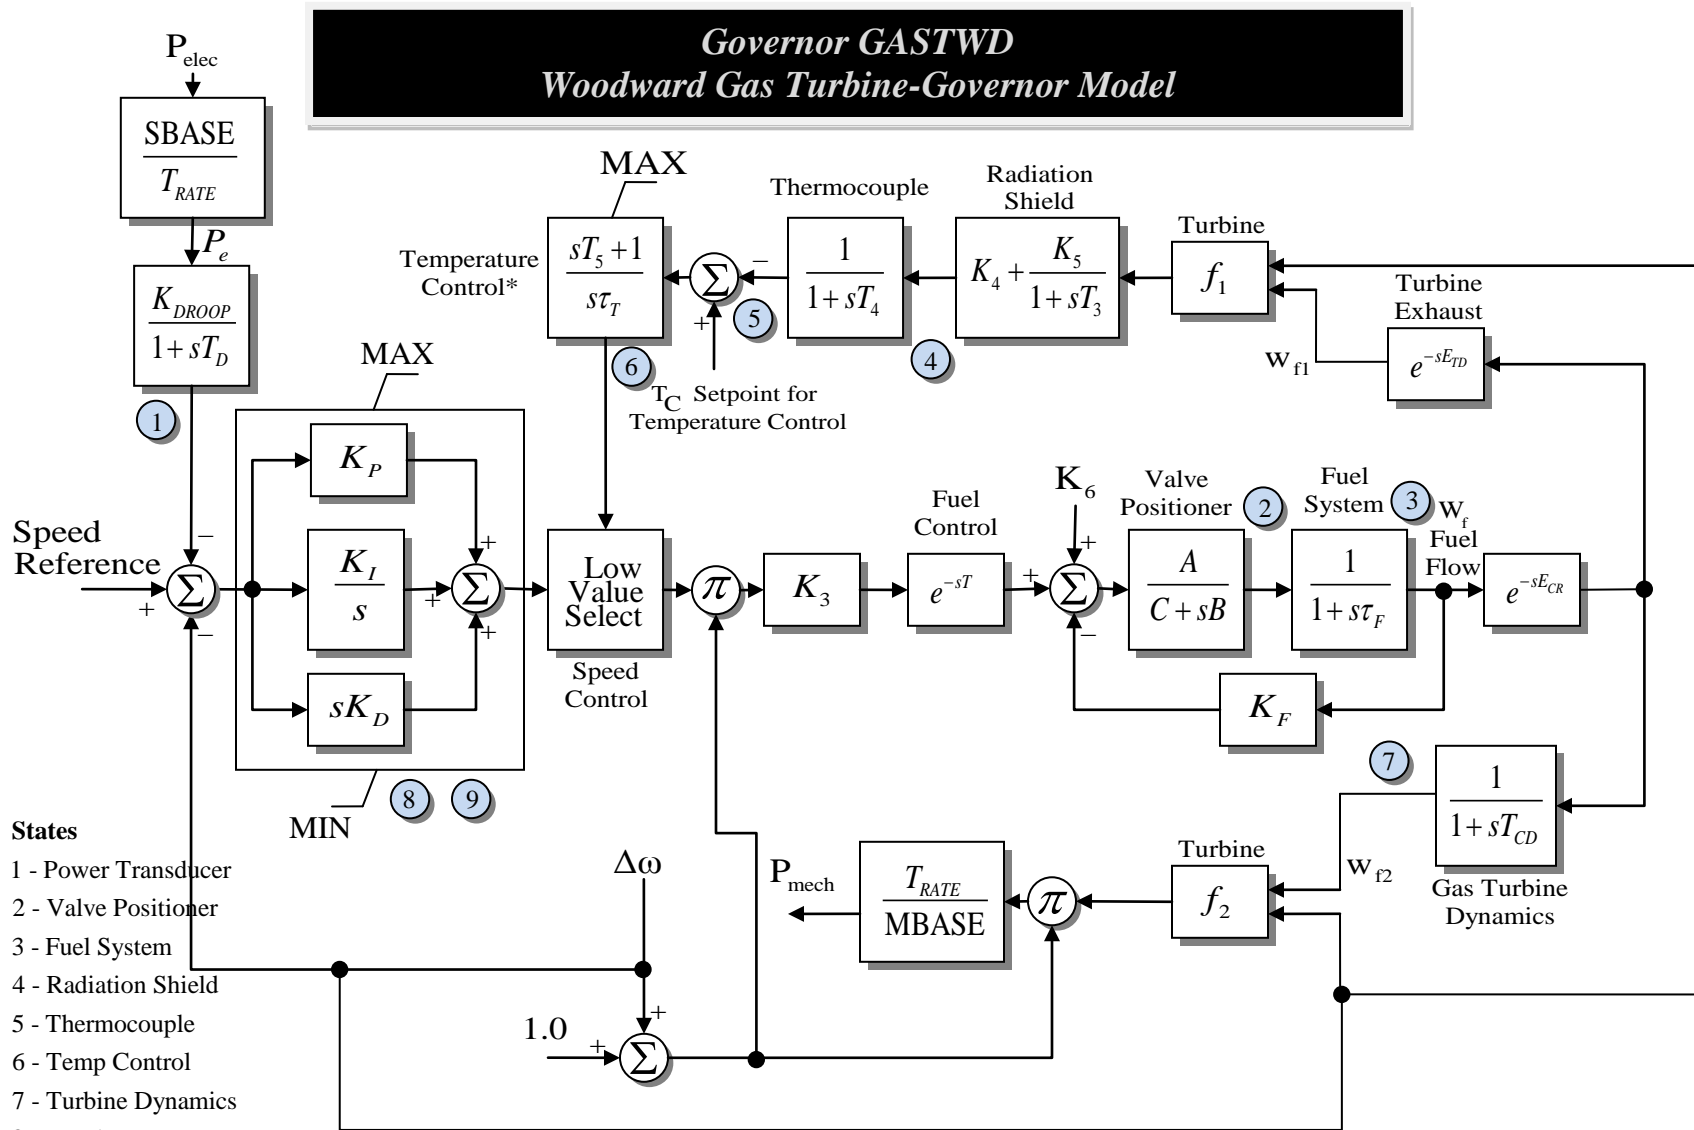 Governor GASTWD
Woodward Gas Turbine-Governor Model
P_elec
SBASE
T_RATE
P_e
K_DROOP
1 + sT_D
1
MAX
Temperature
Control*
sT_5 + 1
sτ_T
6
Σ
−
+
5
T_C Setpoint for
Temperature Control
Thermocouple
1
1 + sT_4
4
Radiation
Shield
K_4 + K_5
1 + sT_3
Turbine
f_1
Turbine
Exhaust
e^{-sE_TD}
w_f1
Speed
Reference
+
−
−
Σ
MAX
K_P
K_I
s
sK_D
MIN
8
9
+
+
+
Σ
Low
Value
Select
Speed
Control
π
K_3
Fuel
Control
e^{-sT}
K_6
+
+
−
Σ
Valve
Positioner
2
A
C + sB
Fuel
System
3
1
1 + sτ_F
W_f
Fuel
Flow
e^{-sE_CR}
K_F
7
1
1 + sT_CD
Gas Turbine
Dynamics
w_f2
Turbine
f_2
π
T_RATE
MBASE
P_mech
Δω
+
1.0
+
Σ
States
1 - Power Transducer
2 - Valve Positioner
3 - Fuel System
4 - Radiation Shield
5 - Thermocouple
6 - Temp Control
7 - Turbine Dynamics